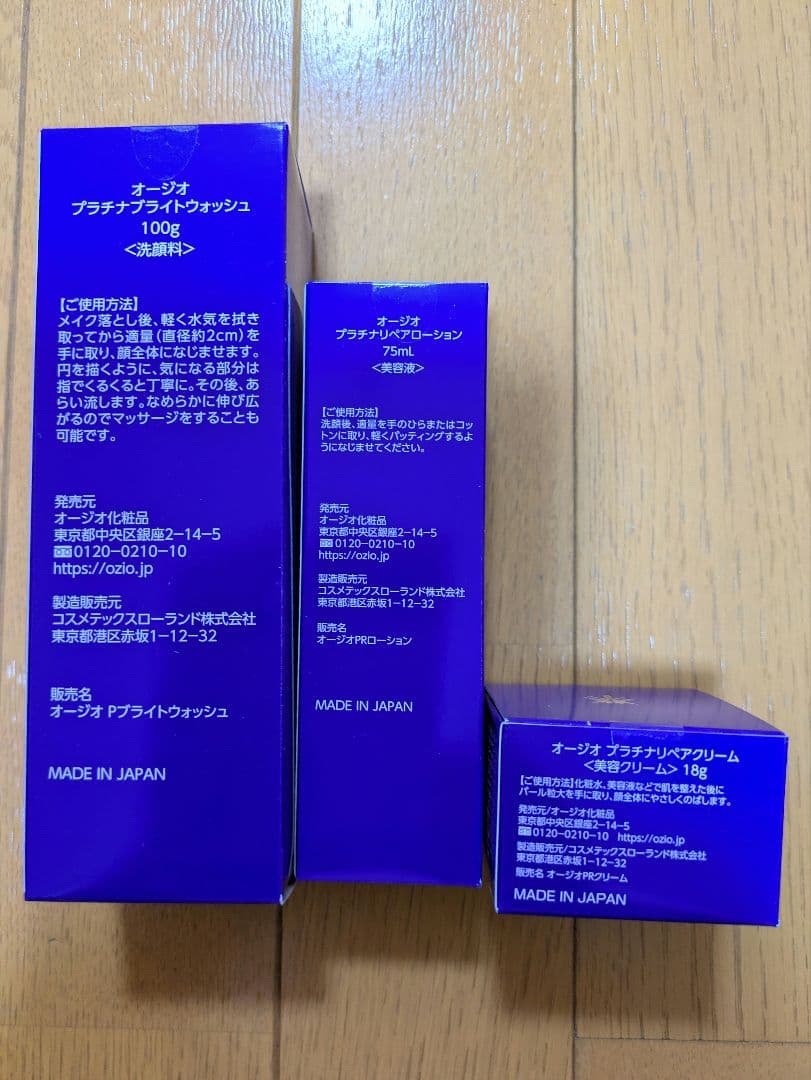 オージオ
プラチナブライトウォッシュ
100g
<洗顔料>
【ご使用方法】
メイク落とし後、軽く水気を拭き
取ってから適量(直径約2cm)を
手に取り、顔全体になじませます。
円を描くように、気になる部分は
指でくるくると丁寧に。その後、あ
らい流します。なめらかに伸び広
がるのでマッサージをすることも
可能です。
発売元
オージオ化粧品
東京都中央区銀座2-14-5
0120-0210-10
https://ozio.jp
製造販売元
コスメテックスローランド株式会社
東京都港区赤坂1-12-32
販売名
オージオ Pブライトウォッシュ
MADE IN JAPAN
オージオ
プラチナリペアローション
75mL
<美容液>
【ご使用方法】
洗顔後、適量を手のひらまたはコッ
トンに取り、軽くパッティングするよ
うになじませてください。
発売元
オージオ化粧品
東京都中央区銀座2-14-5
0120-0210-10
https://ozio.jp
製造販売元
コスメテックスローランド株式会社
東京都港区赤坂1-12-32
販売名
オージオPRローション
MADE IN JAPAN
オージオ プラチナリペアクリーム
<美容クリーム> 18g
【ご使用方法】化粧水、美容液などで肌を整えた後に
パール粒大を手に取り、顔全体にやさしくのばします。
発売元/オージオ化粧品
東京都中央区銀座2-14-5
0120-0210-10 https://ozio.jp
製造販売元/コスメテックスローランド株式会社
東京都港区赤坂1-12-32
販売名 オージオPRクリーム
MADE IN JAPAN